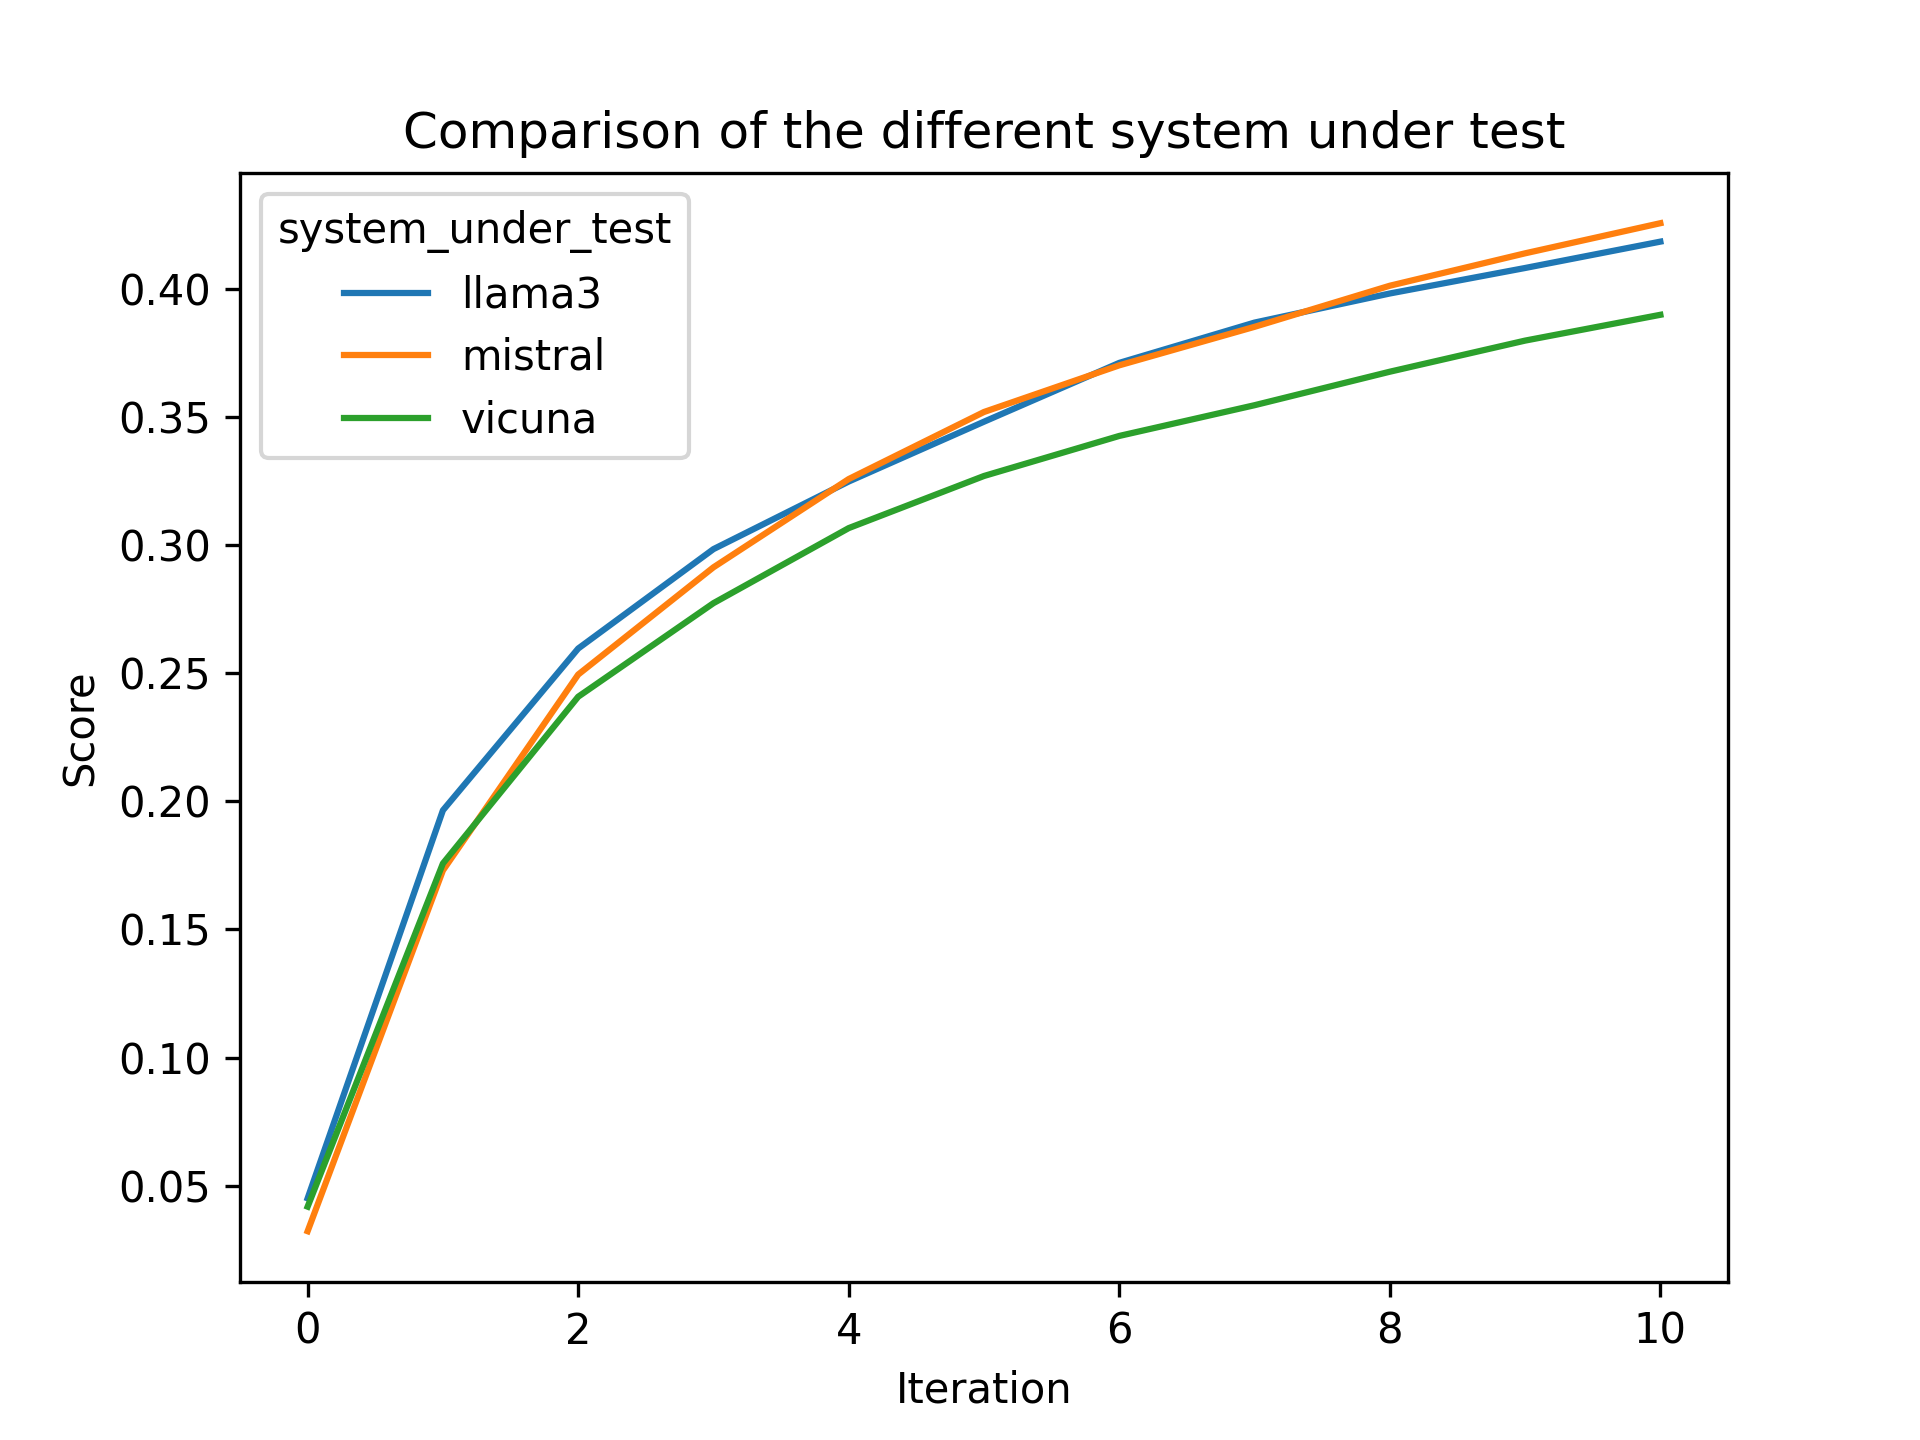 Comparison of the different system under test
system_under_test
llama3
mistral
vicuna
Score
0.40
0.35
0.30
0.25
0.20
0.15
0.10
0.05
0 2 4 6 8 10
Iteration